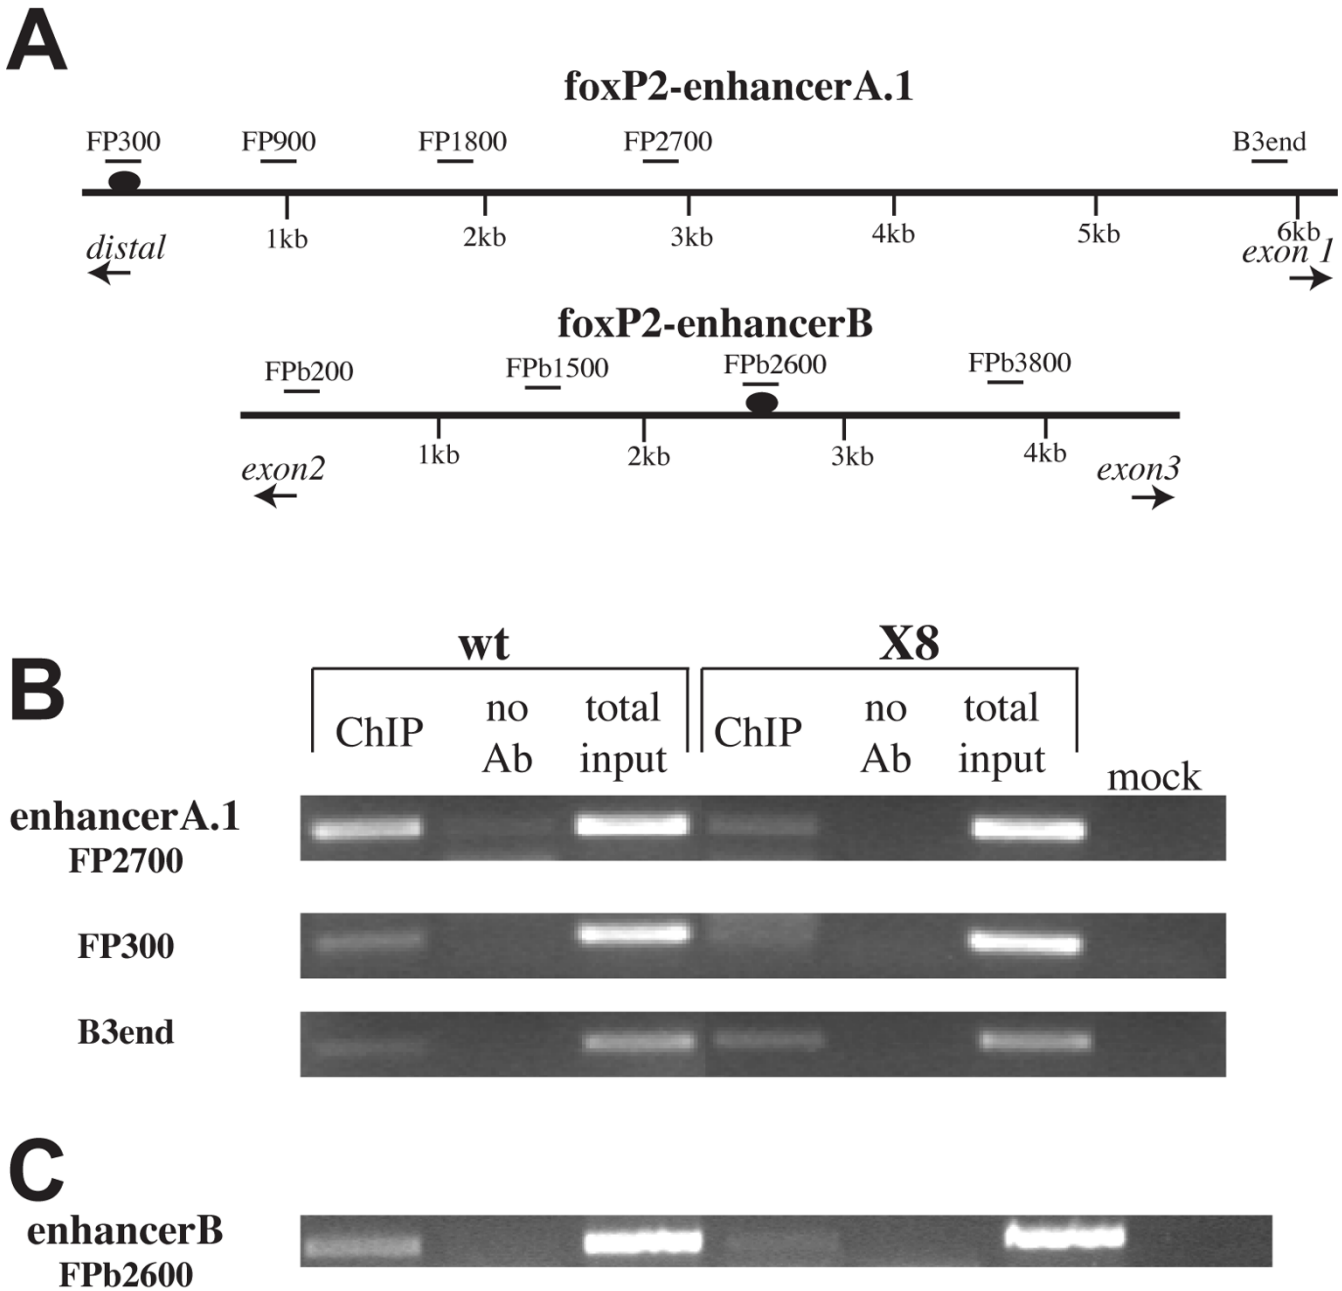 A
foxP2-enhancerA.1
FP300 FP900 FP1800 FP2700 B3end
1kb 2kb 3kb 4kb 5kb 6kb
distal exon 1
foxP2-enhancerB
FPb200 FPb1500 FPb2600 FPb3800
1kb 2kb 3kb 4kb
exon2 exon3
B
wt X8
ChIP no Ab total input ChIP no Ab total input mock
enhancerA.1
FP2700
FP300
B3end
C
enhancerB
FPb2600